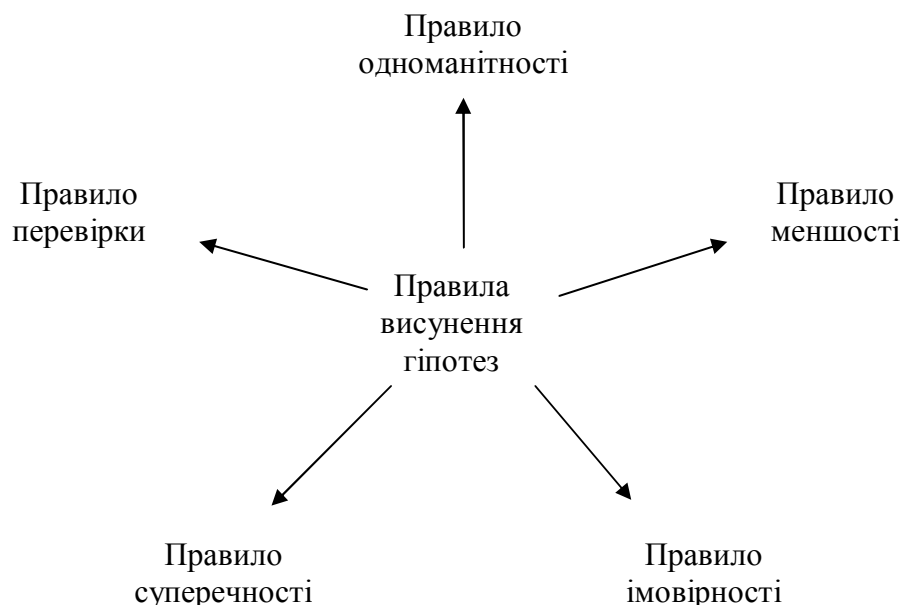 Правило
одноманітності
Правило
перевірки
Правило
меншості
Правила
висунення
гіпотез
Правило
суперечності
Правило
імовірності